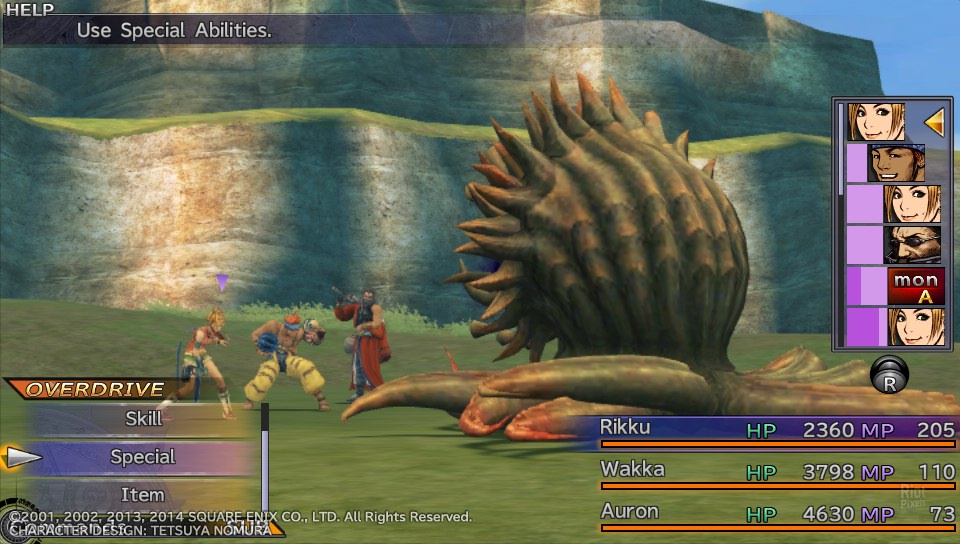 HELP
Use Special Abilities.
mon
A
R
OVERDRIVE
Skill
Special
Item
Rikku HP 2360 MP 205
Wakka HP 3798 MP 110
Auron HP 4630 MP 73
Riot
Pixels
©2001, 2002, 2013, 2014 SQUARE ENIX CO., LTD. All Rights Reserved.
CHARACTER DESIGN: TETSUYA NOMURA